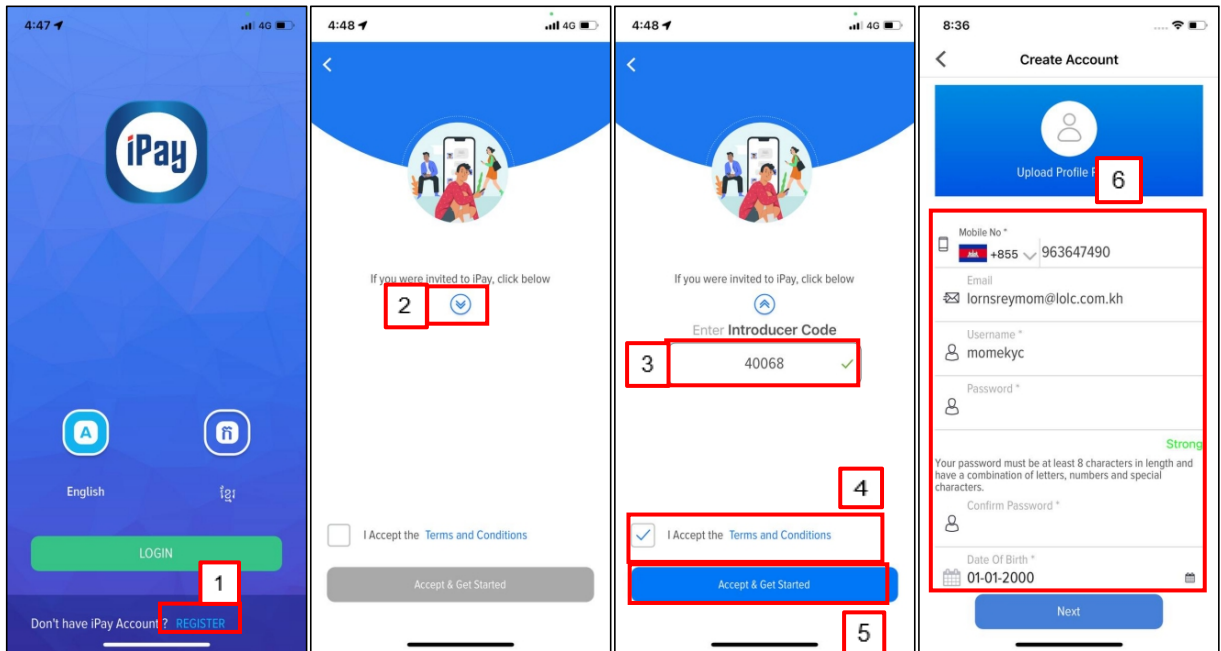 4:47
4G
iPay
A
ñ
English
ខ្មែរ
LOGIN
1
Don't have iPay Account ? REGISTER
4:48
4G
If you were invited to iPay, click below
2
I Accept the Terms and Conditions
Accept & Get Started
4:48
4G
If you were invited to iPay, click below
Enter Introducer Code
3
40068
4
I Accept the Terms and Conditions
Accept & Get Started
5
8:36
Create Account
Upload Profile
6
Mobile No *
+855 963647490
Email
lornsreymom@lolc.com.kh
Username *
momekyc
Password *
Strong
Your password must be at least 8 characters in length and
have a combination of letters, numbers and special
characters.
Confirm Password *
Date Of Birth *
01-01-2000
Next